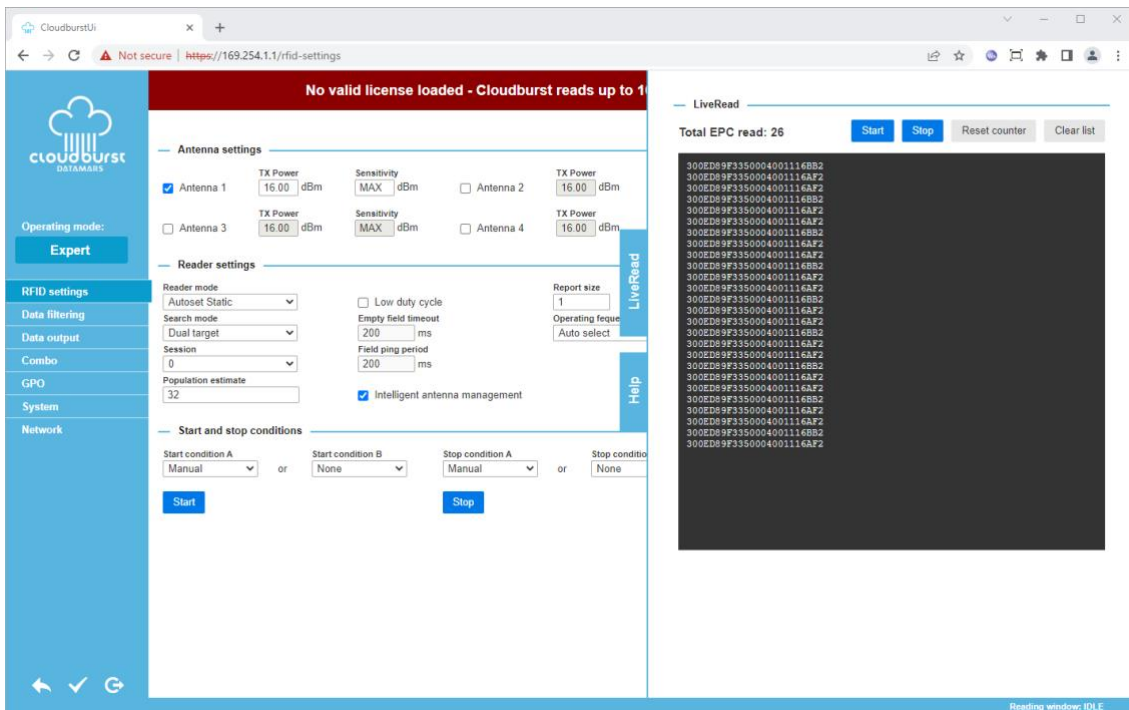 CloudburstUi
Not secure | https://169.254.1.1/rfid-settings
cloudburst
DATAMARS
Operating mode:
Expert
RFID settings
Data filtering
Data output
Combo
GPO
System
Network
No valid license loaded - Cloudburst reads up to 1
Antenna settings
TX Power Sensitivity TX Power
Antenna 1 16.00 dBm MAX dBm Antenna 2 16.00 dBm
TX Power Sensitivity TX Power
Antenna 3 16.00 dBm MAX dBm Antenna 4 16.00 dBm
Reader settings
Reader mode Report size
Autoset Static Low duty cycle 1
Search mode Empty field timeout Operating feque
Dual target 200 ms Auto select
Session Field ping period
0 200 ms
Population estimate
32 Intelligent antenna management
Start and stop conditions
Start condition A Start condition B Stop condition A Stop conditio
Manual or None Manual or None
Start Stop
LiveRead
Help
LiveRead
Total EPC read: 26 Start Stop Reset counter Clear list
300ED89F3350004001116BB2
300ED89F3350004001116AF2
300ED89F3350004001116AF2
300ED89F3350004001116BB2
300ED89F3350004001116AF2
300ED89F3350004001116AF2
300ED89F3350004001116BB2
300ED89F3350004001116AF2
300ED89F3350004001116AF2
300ED89F3350004001116BB2
300ED89F3350004001116AF2
300ED89F3350004001116AF2
300ED89F3350004001116BB2
300ED89F3350004001116AF2
300ED89F3350004001116AF2
300ED89F3350004001116AF2
300ED89F3350004001116AF2
300ED89F3350004001116AF2
300ED89F3350004001116BB2
300ED89F3350004001116AF2
300ED89F3350004001116AF2
300ED89F3350004001116BB2
300ED89F3350004001116AF2
300ED89F3350004001116AF2
300ED89F3350004001116BB2
300ED89F3350004001116AF2
Reading window: IDLE